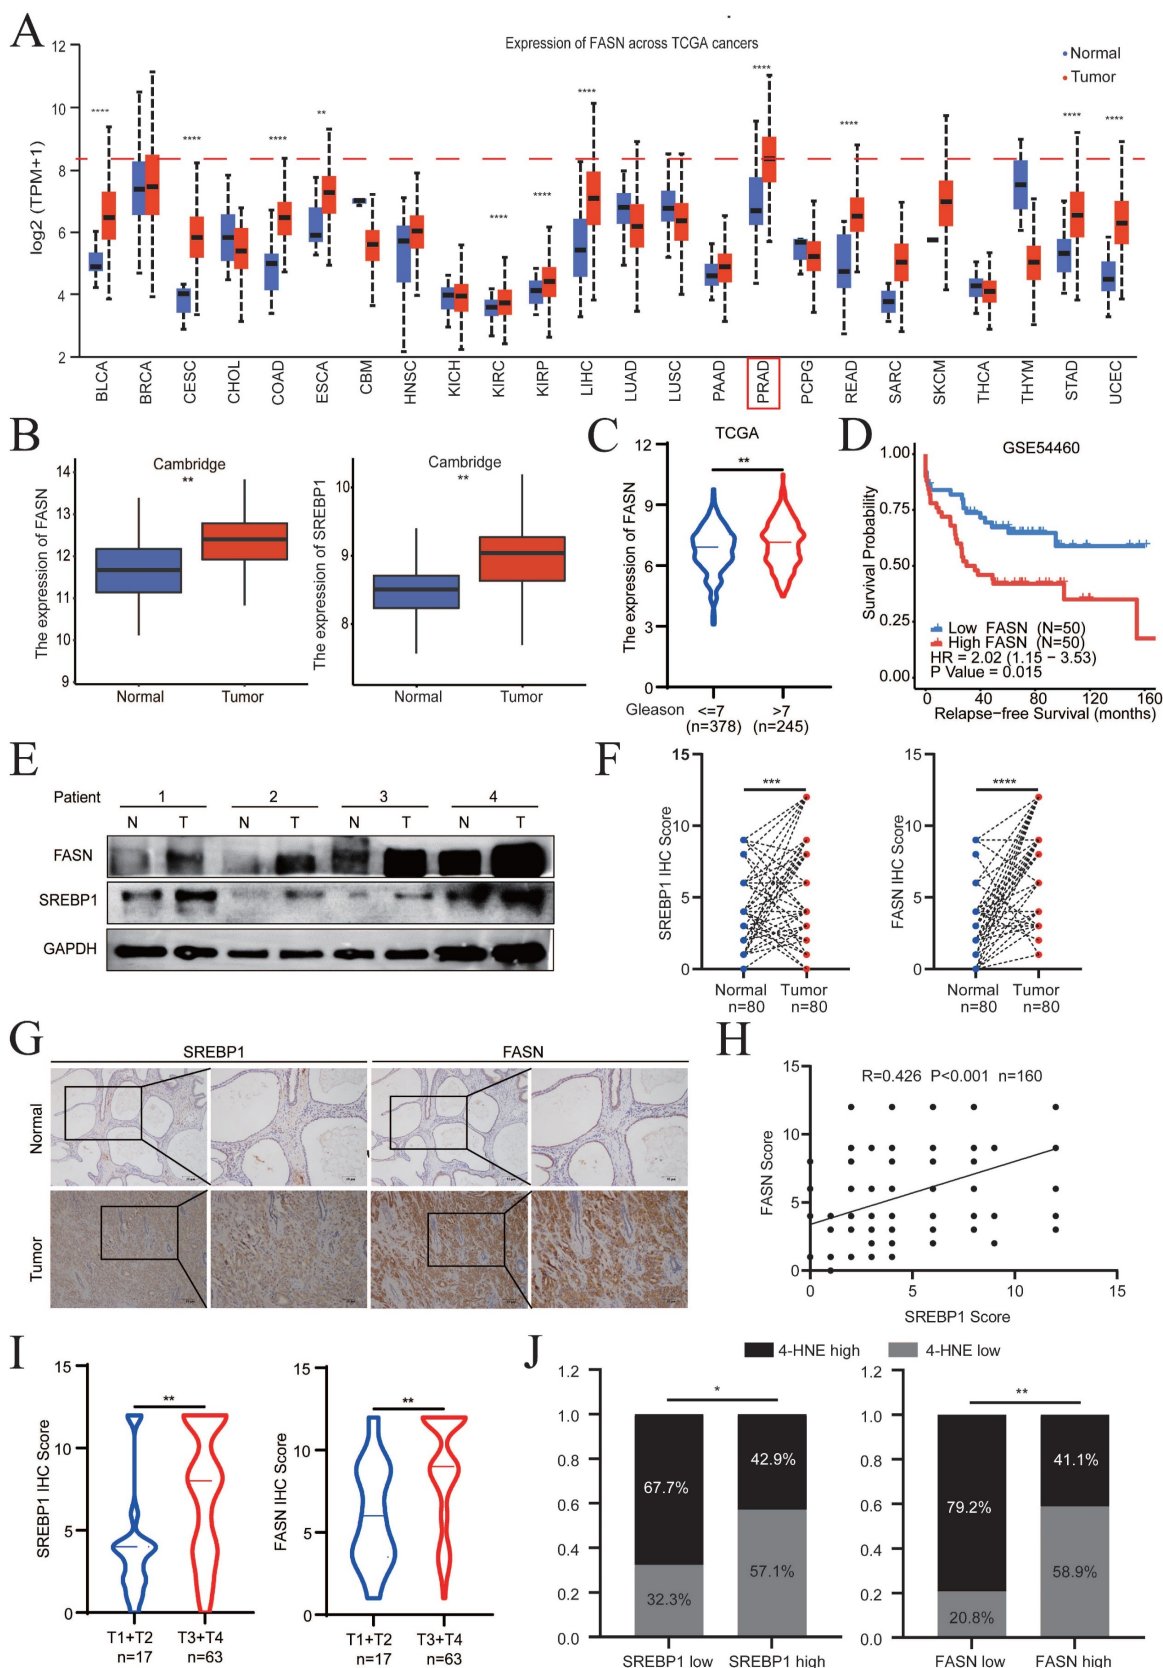 A
Expression of FASN across TCGA cancers
Normal
Tumor
log2 (TPM+1)
12
10
8
6
4
2
**** **** **** ** **** **** **** **** **** **** ****
BLCA BRCA CESC CHOL COAD ESCA CBM HNSC KICH KIRC KIRP LIHC LUAD LUSC PAAD PRAD PCPG READ SARC SKCM THCA THYM STAD UCEC
B
Cambridge
**
The expression of FASN
14
13
12
11
10
9
Normal Tumor
Cambridge
**
The expression of SREBP1
10
9
8
Normal Tumor
C
TCGA
**
The expression of FASN
12
9
6
3
0
Gleason <=7 >7
(n=378) (n=245)
D
GSE54460
Survival Probability
1.00
0.75
0.50
0.25
0.00
Low FASN (N=50)
High FASN (N=50)
HR = 2.02 (1.15 − 3.53)
P Value = 0.015
0 40 80 120 160
Relapse−free Survival (months)
E
Patient 1 2 3 4
N T N T N T N T
FASN
SREBP1
GAPDH
F
SREBP1 IHC Score
15
10
5
0
***
Normal Tumor
n=80 n=80
FASN IHC Score
15
10
5
0
****
Normal Tumor
n=80 n=80
G
SREBP1 FASN
Normal
Tumor
H
R=0.426 P<0.001 n=160
FASN Score
15
10
5
0
0 5 10 15
SREBP1 Score
I
SREBP1 IHC Score
15
10
5
0
**
T1+T2 T3+T4
n=17 n=63
FASN IHC Score
15
10
5
0
**
T1+T2 T3+T4
n=17 n=63
J
4-HNE high 4-HNE low
1.2
1.0
0.8
0.6
0.4
0.2
0.0
*
67.7% 42.9%
32.3% 57.1%
SREBP1 low SREBP1 high
1.2
1.0
0.8
0.6
0.4
0.2
0.0
**
79.2% 41.1%
20.8% 58.9%
FASN low FASN high